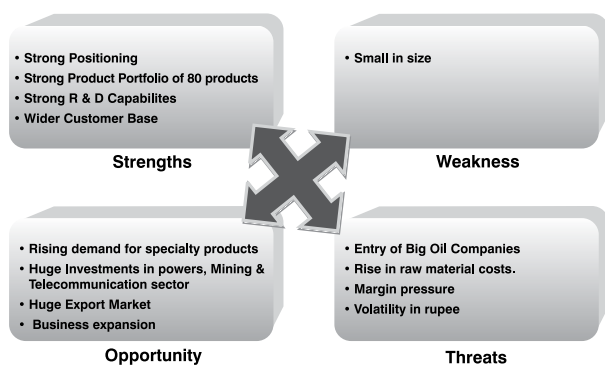 • Strong Positioning
• Strong Product Portfolio of 80 products
• Strong R & D Capabilites
• Wider Customer Base
Strengths
• Small in size
Weakness
• Rising demand for specialty products
• Huge Investments in powers, Mining &
Telecommunication sector
• Huge Export Market
• Business expansion
Opportunity
• Entry of Big Oil Companies
• Rise in raw material costs.
• Margin pressure
• Volatility in rupee
Threats